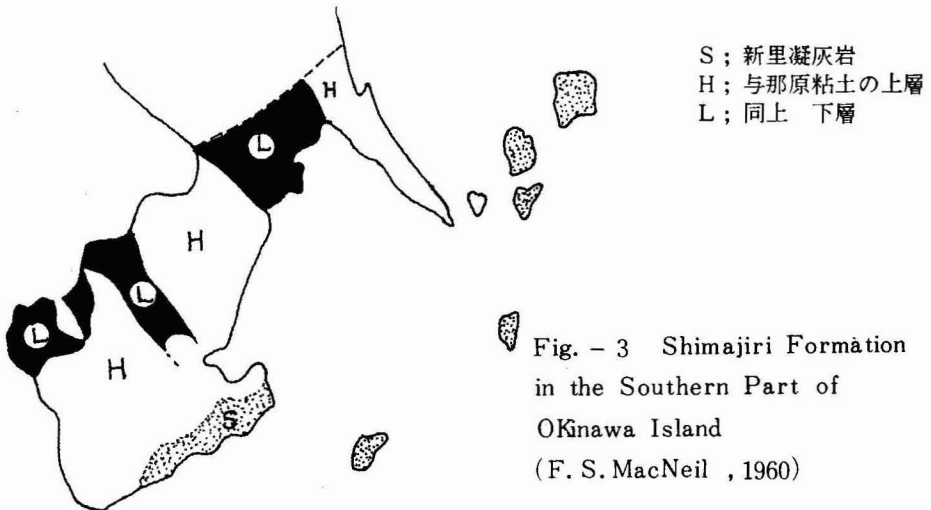 S ; 新里凝灰岩
H ; 与那原粘土の上層
L ; 同上 下層
H
L
H
L
L
H
S
Fig. - 3 Shimajiri Formation
in the Southern Part of
OKinawa Island
(F. S. MacNeil , 1960)